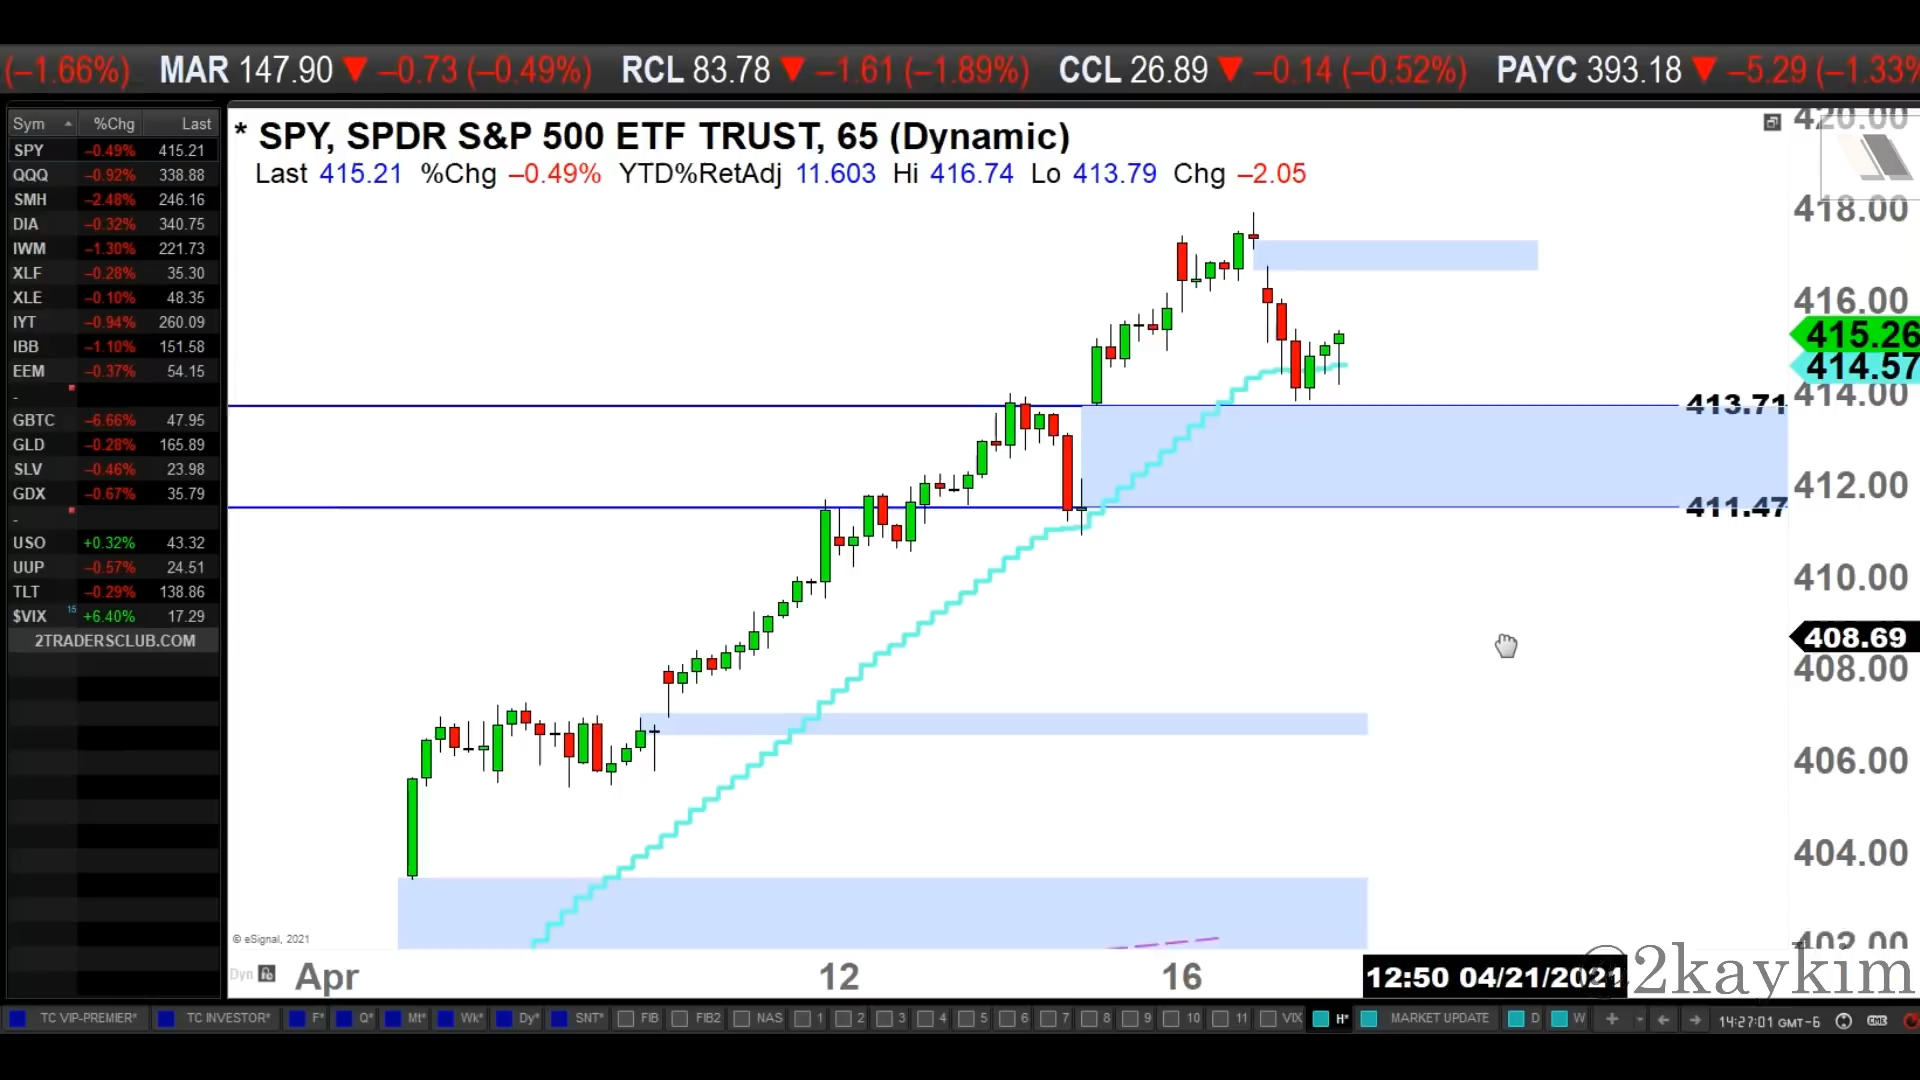 (–1.66%) MAR 147.90 ▼ –0.73 (–0.49%) RCL 83.78 ▼ –1.61 (–1.89%) CCL 26.89 ▼ –0.14 (–0.52%) PAYC 393.18 ▼ –5.29 (–1.33%
Sym %Chg Last
SPY –0.49% 415.21
QQQ –0.92% 338.88
SMH –2.48% 246.16
DIA –0.32% 340.75
IWM –1.30% 221.73
XLF –0.28% 35.30
XLE –0.10% 48.35
IYT –0.94% 260.09
IBB –1.10% 151.58
EEM –0.37% 54.15
-
GBTC –6.66% 47.95
GLD –0.28% 165.89
SLV –0.46% 23.98
GDX –0.67% 35.79
-
USO +0.32% 43.32
UUP –0.57% 24.51
TLT –0.29% 138.86
$VIX 15 +6.40% 17.29
2TRADERSCLUB.COM
* SPY, SPDR S&P 500 ETF TRUST, 65 (Dynamic)
Last 415.21 %Chg –0.49% YTD%RetAdj 11.603 Hi 416.74 Lo 413.79 Chg –2.05
420.00
418.00
416.00
415.26
414.57
414.00
413.71
412.00
411.47
410.00
408.69
408.00
406.00
404.00
402.00
© eSignal, 2021
Dyn Apr 12 16 12:50 04/21/2021
@2kaykim
TC VIP-PREMIER* TC INVESTOR* F* Q* Mt* Wk* Dy* SNT* FIB FIB2 NAS 1 2 3 4 5 6 7 8 9 10 11 VIX H* MARKET UPDATE D W 14:27:01 GMT-6